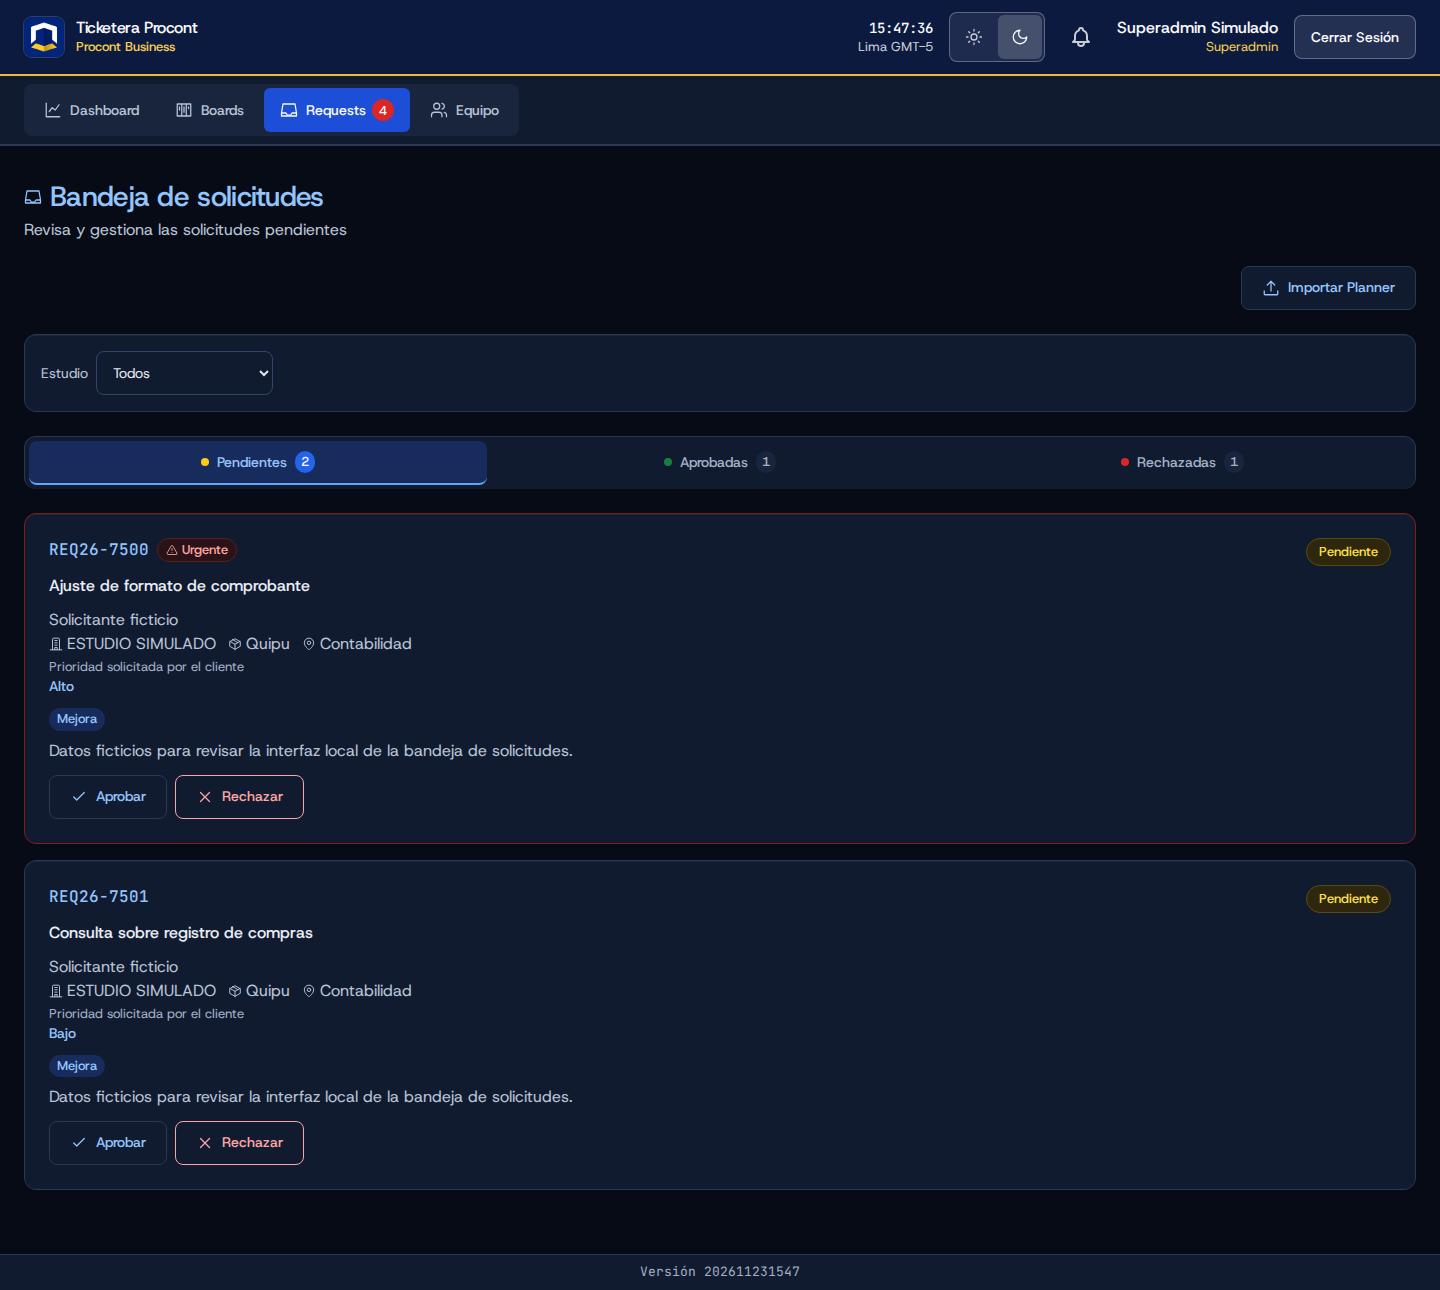 Ticketera Procont
Procont Business
15:47:36
Lima GMT-5
Superadmin Simulado
Superadmin
Cerrar Sesión
Dashboard
Boards
Requests 4
Equipo
Bandeja de solicitudes
Revisa y gestiona las solicitudes pendientes
Importar Planner
Estudio
Todos
Pendientes 2
Aprobadas 1
Rechazadas 1
REQ26-7500
Urgente
Pendiente
Ajuste de formato de comprobante
Solicitante ficticio
ESTUDIO SIMULADO Quipu Contabilidad
Prioridad solicitada por el cliente
Alto
Mejora
Datos ficticios para revisar la interfaz local de la bandeja de solicitudes.
Aprobar
Rechazar
REQ26-7501
Pendiente
Consulta sobre registro de compras
Solicitante ficticio
ESTUDIO SIMULADO Quipu Contabilidad
Prioridad solicitada por el cliente
Bajo
Mejora
Datos ficticios para revisar la interfaz local de la bandeja de solicitudes.
Aprobar
Rechazar
Versión 202611231547